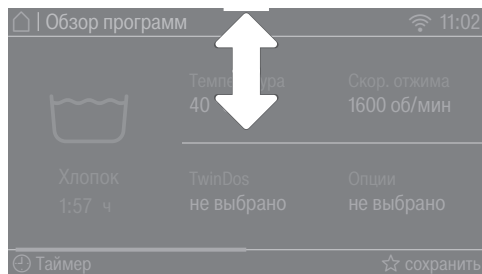 | Обзор программ 11:02
Температура Скор. отжима
40 1600 об/мин
Хлопок TwinDos Опции
1:57 ч не выбрано не выбрано
Таймер сохранить